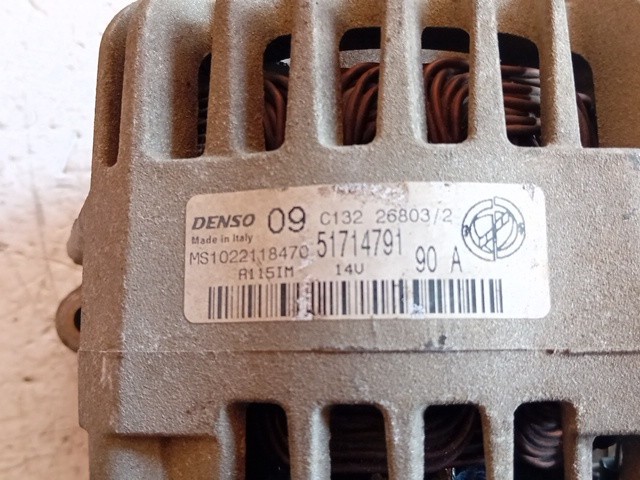 DENSO 09 C132 26803/2
Made in Italy
MS1022118470 51714791 90 A
A115IM 14V